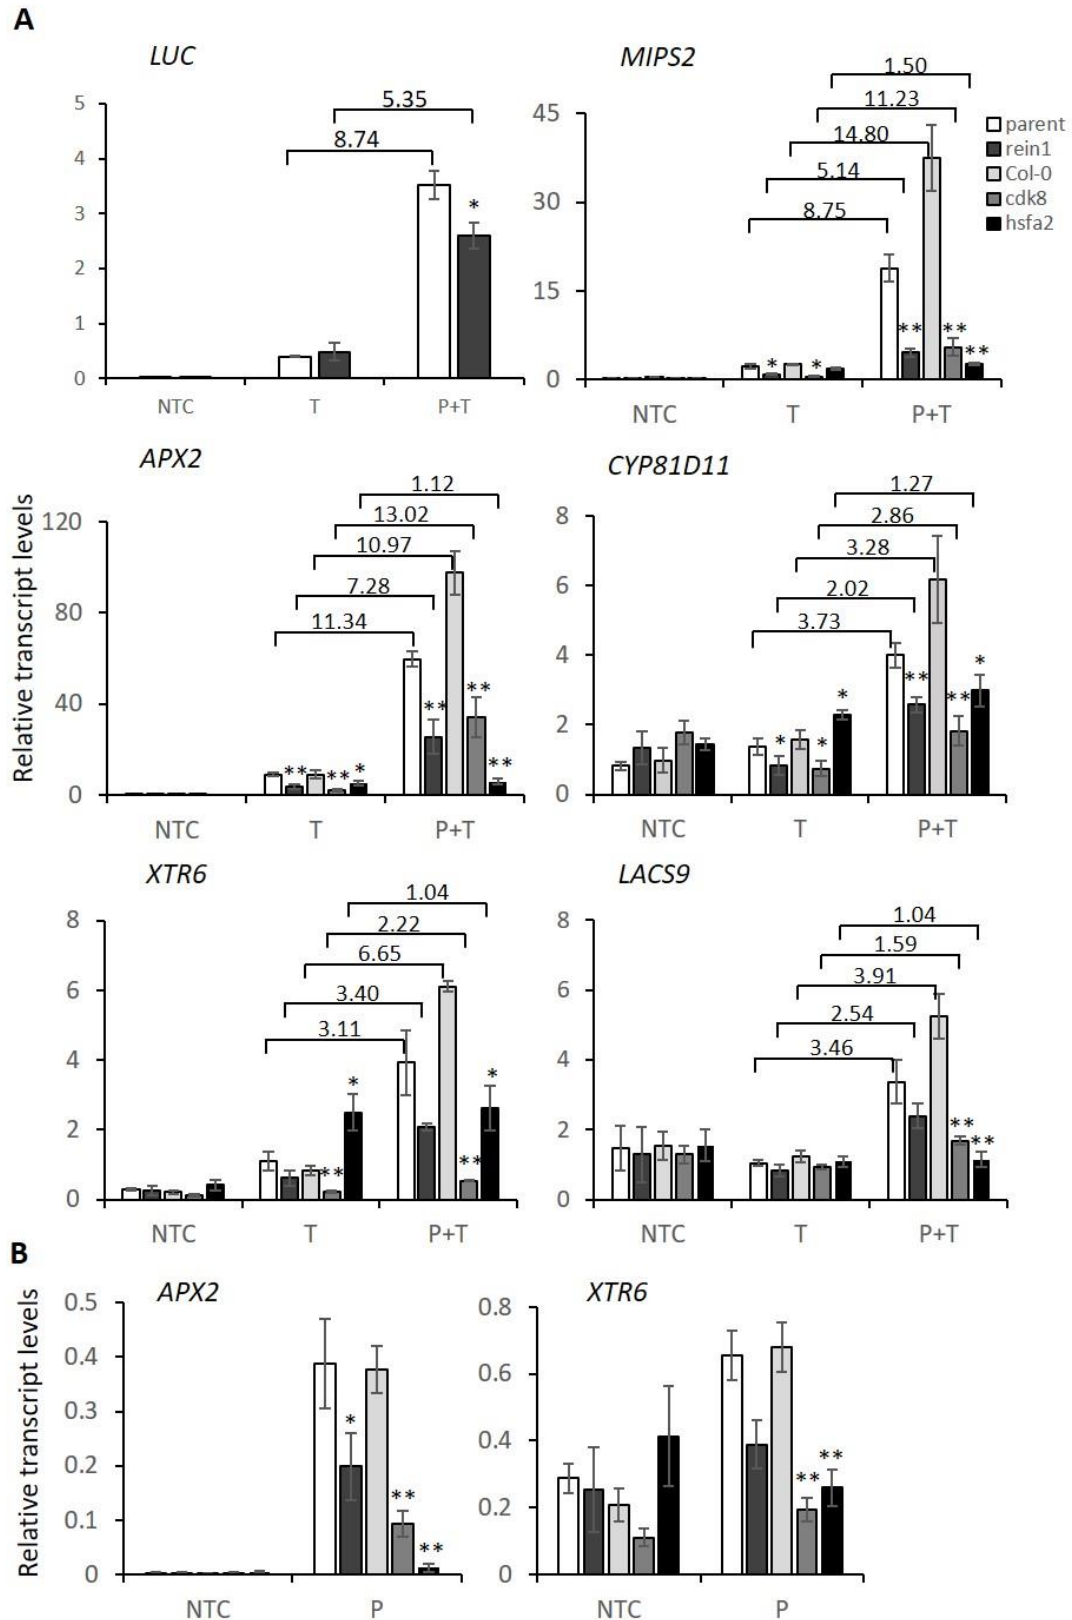 A
LUC
5.35
8.74
5
4
3
2
1
0
*
NTC
T
P+T
MIPS2
1.50
11.23
14.80
5.14
8.75
45
30
15
0
* *
** ** **
NTC
T
P+T
parent
rein1
Col-0
cdk8
hsfa2
Relative transcript levels
APX2
1.12
13.02
10.97
7.28
11.34
120
80
40
0
** ** *
** ** **
NTC
T
P+T
CYP81D11
1.27
2.86
3.28
2.02
3.73
8
6
4
2
0
* * *
** ** *
NTC
T
P+T
XTR6
1.04
2.22
6.65
3.40
3.11
8
6
4
2
0
** *
** *
NTC
T
P+T
LACS9
1.04
1.59
3.91
2.54
3.46
8
6
4
2
0
** **
NTC
T
P+T
B
Relative transcript levels
APX2
0.5
0.4
0.3
0.2
0.1
0
* ** **
NTC
P
XTR6
0.8
0.6
0.4
0.2
0
** **
NTC
P